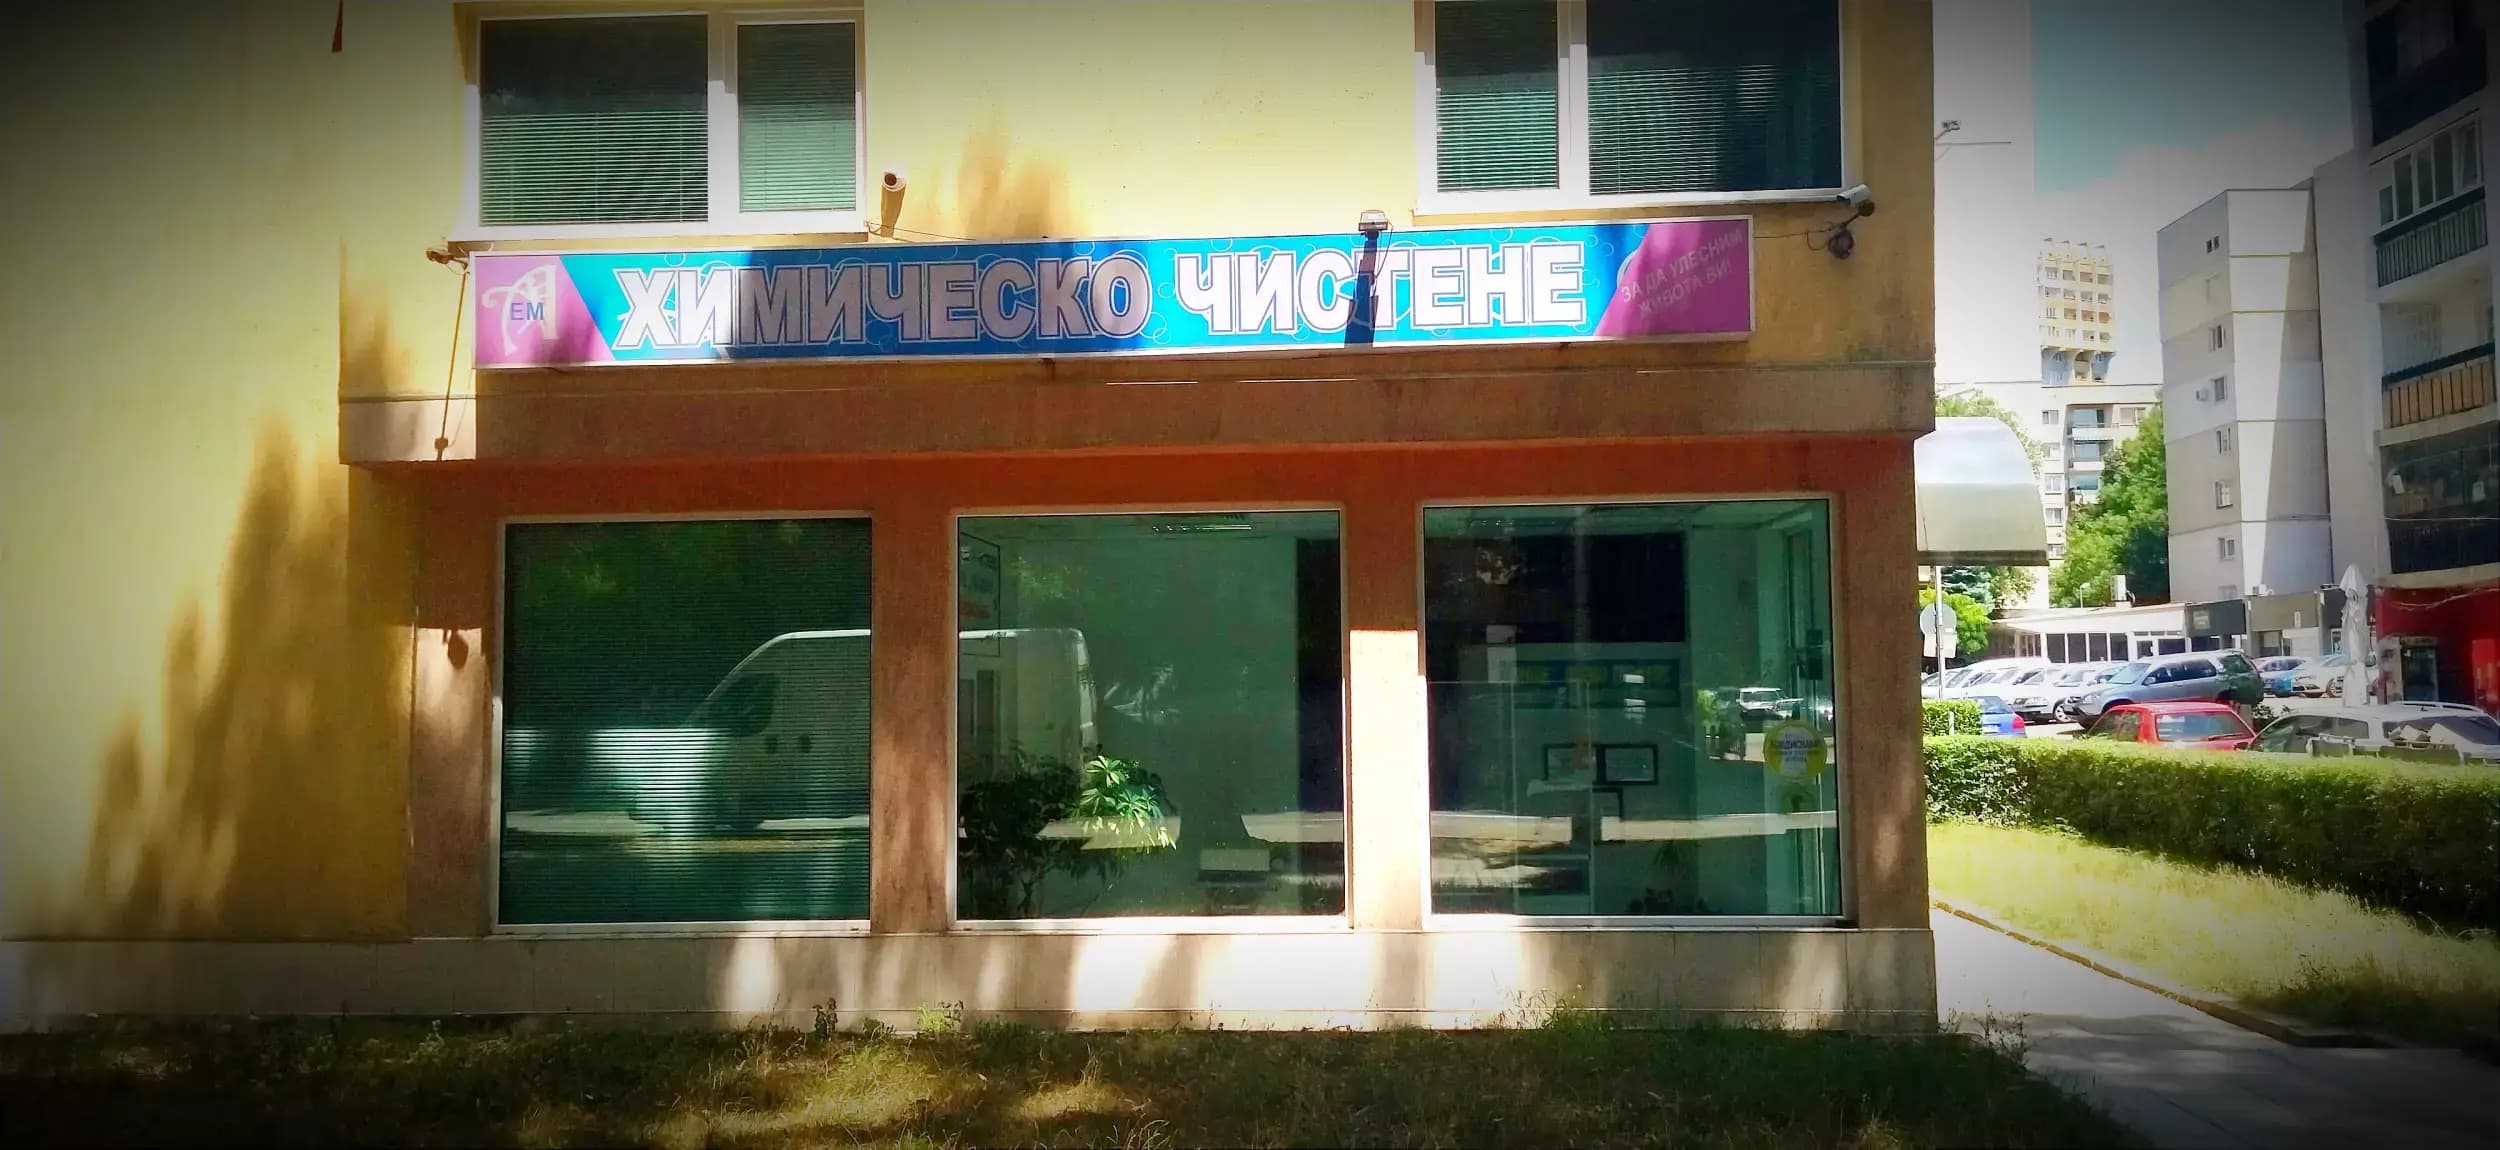 ЕМ
ХИМИЧЕСКО ЧИСТЕНЕ
ЗА ДА УЛЕСНИМ
ЖИВОТА ВИ!